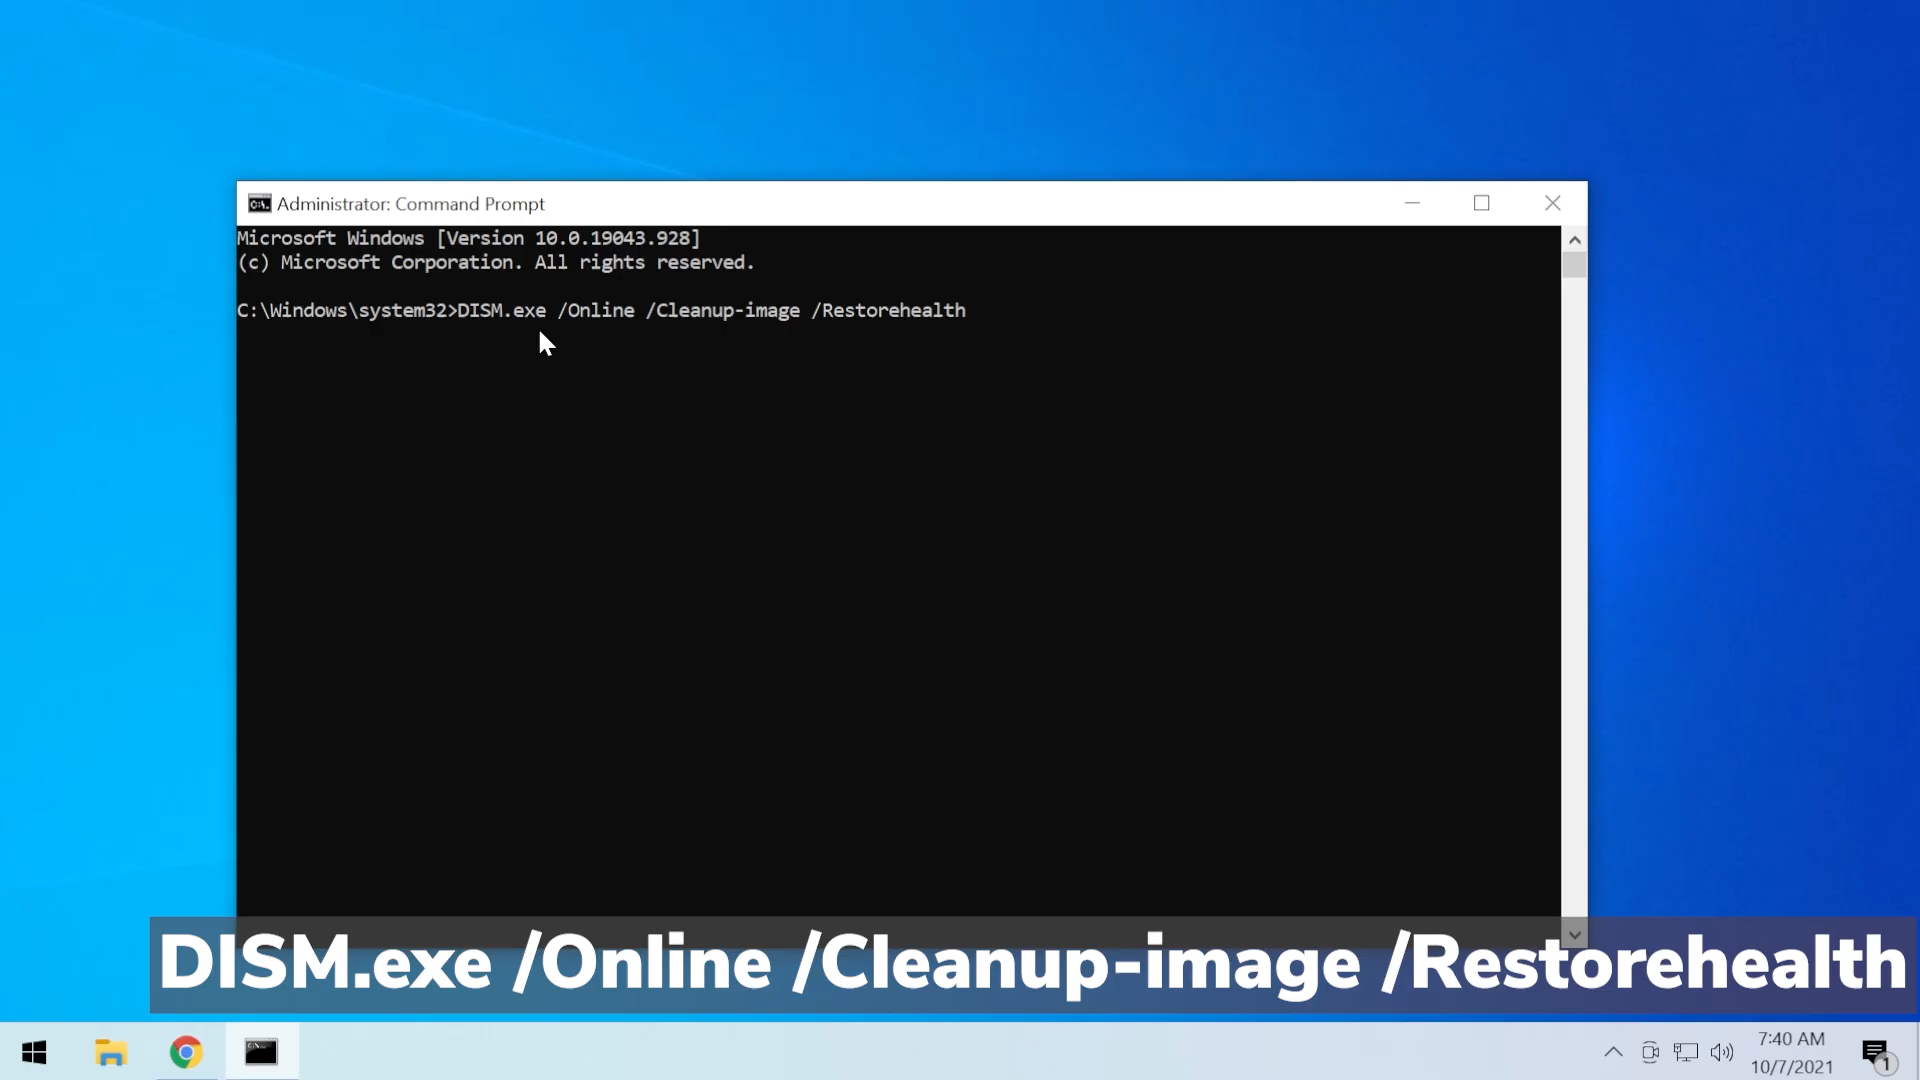 Administrator: Command Prompt
Microsoft Windows [Version 10.0.19043.928]
(c) Microsoft Corporation. All rights reserved.
C:\Windows\system32>DISM.exe /Online /Cleanup-image /Restorehealth
DISM.exe /Online /Cleanup-image /Restorehealth
7:40 AM
10/7/2021
1